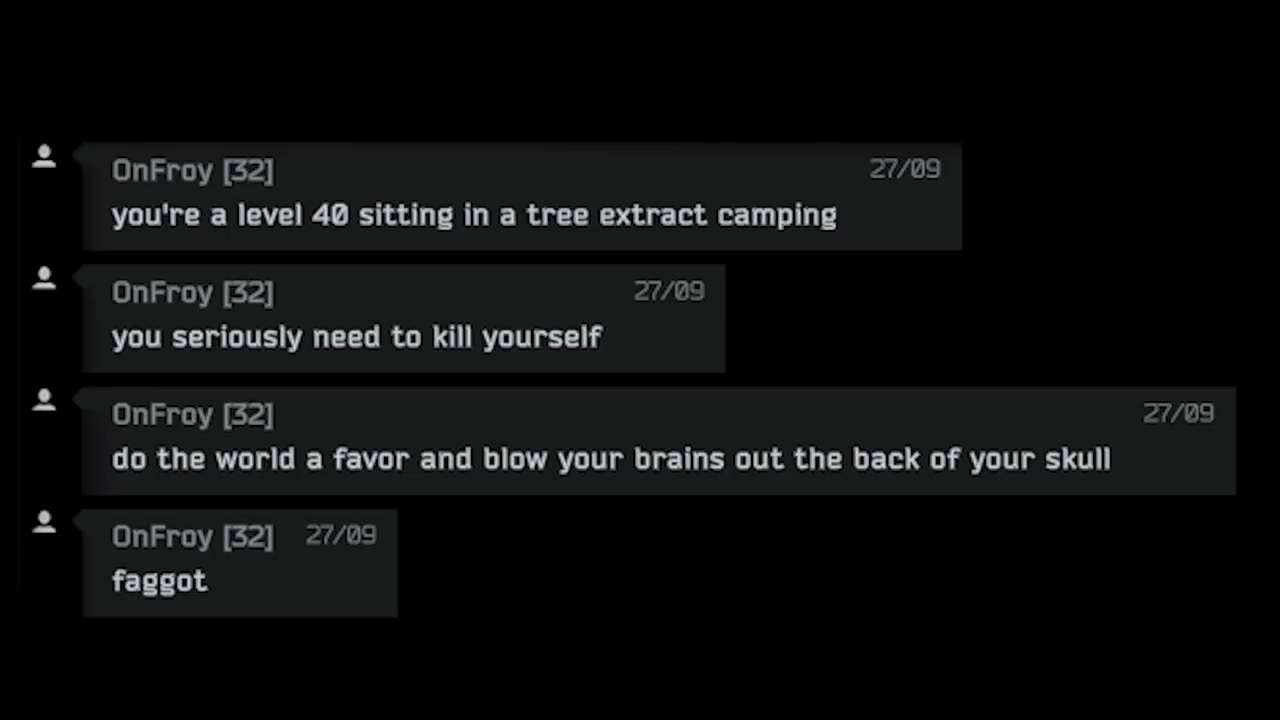 OnFroy [32] 27/09
you're a level 40 sitting in a tree extract camping
OnFroy [32] 27/09
you seriously need to kill yourself
OnFroy [32] 27/09
do the world a favor and blow your brains out the back of your skull
OnFroy [32] 27/09
faggot